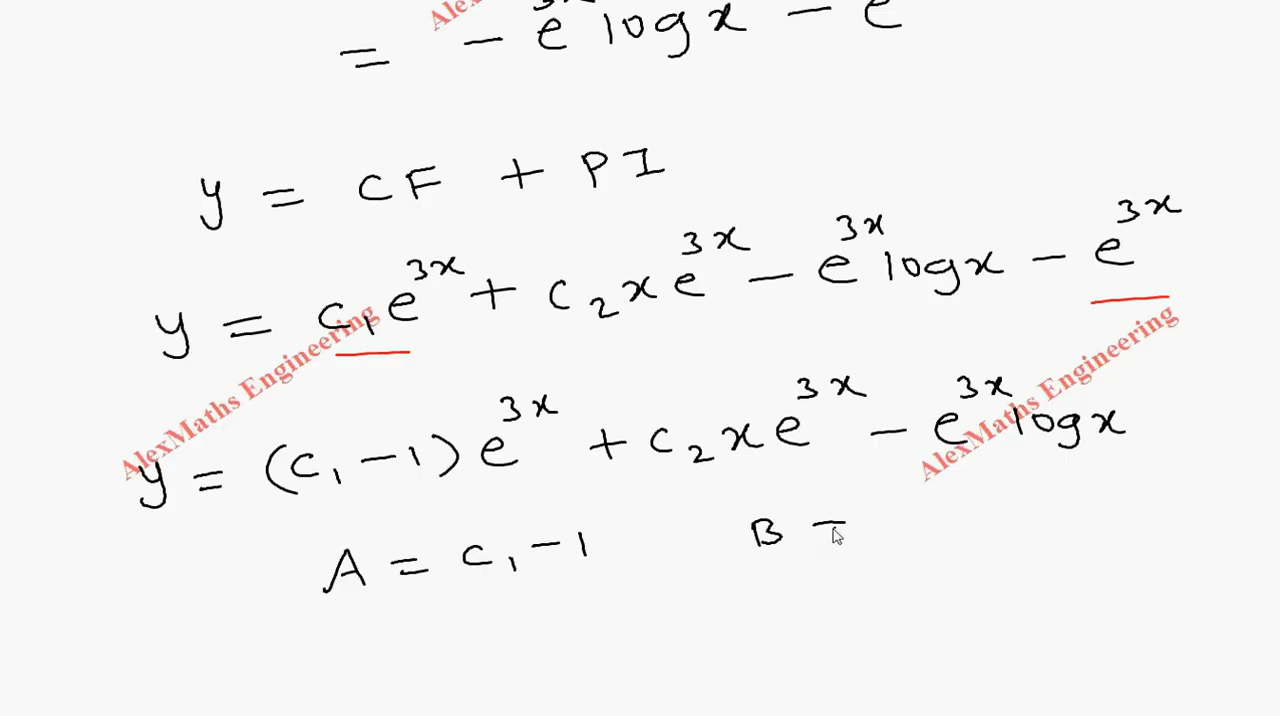 = - e^3x log x - e
y = CF + PI
y = c₁e^3x + c₂xe^3x - e^3x log x - e^3x
y = (c₁-1)e^3x + c₂xe^3x - e^3x log x
A = c₁-1 B =
AlexMaths Engineering
AlexMaths Engineering